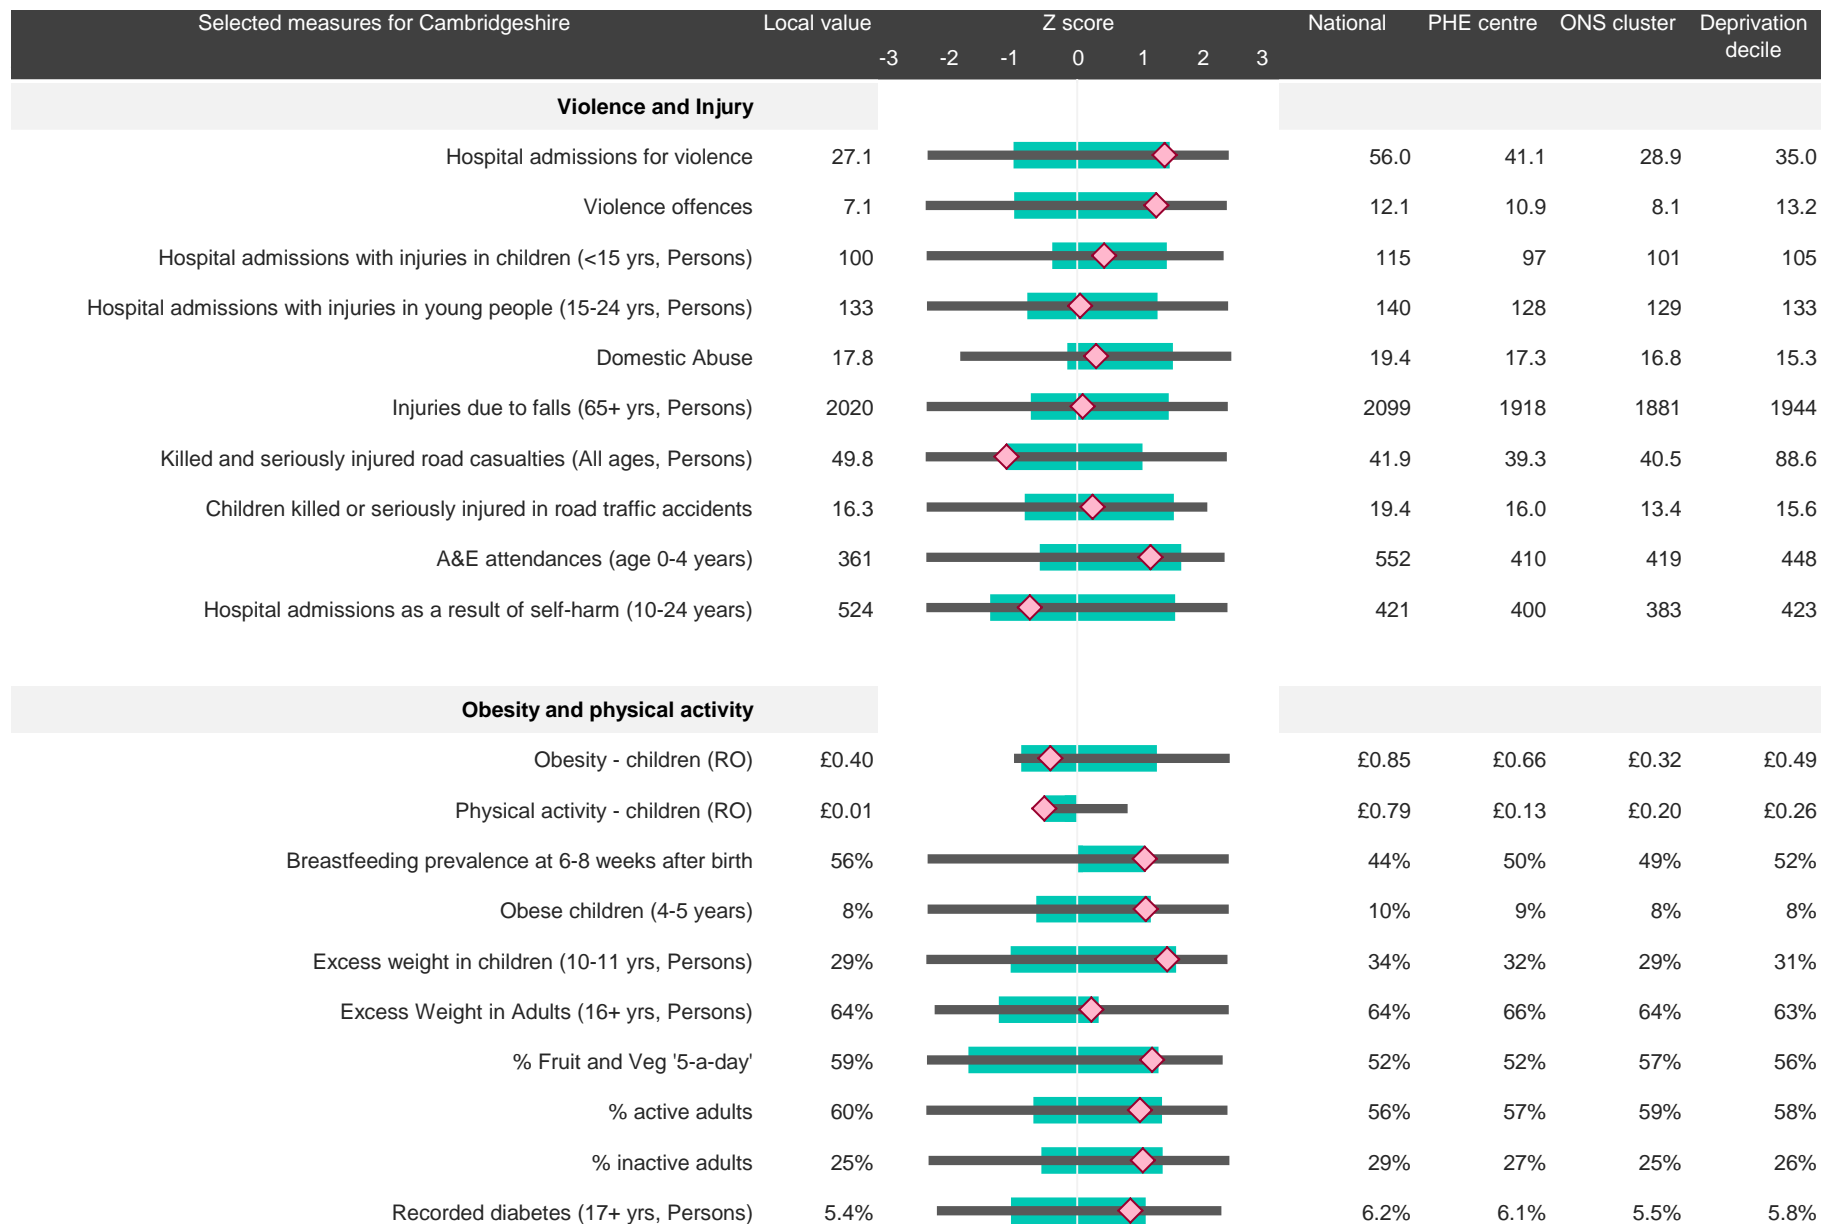 Selected measures for Cambridgeshire Local value Z score National PHE centre ONS cluster Deprivation decile
-3 -2 -1 0 1 2 3
Violence and Injury
Hospital admissions for violence 27.1 56.0 41.1 28.9 35.0
Violence offences 7.1 12.1 10.9 8.1 13.2
Hospital admissions with injuries in children (<15 yrs, Persons) 100 115 97 101 105
Hospital admissions with injuries in young people (15-24 yrs, Persons) 133 140 128 129 133
Domestic Abuse 17.8 19.4 17.3 16.8 15.3
Injuries due to falls (65+ yrs, Persons) 2020 2099 1918 1881 1944
Killed and seriously injured road casualties (All ages, Persons) 49.8 41.9 39.3 40.5 88.6
Children killed or seriously injured in road traffic accidents 16.3 19.4 16.0 13.4 15.6
A&E attendances (age 0-4 years) 361 552 410 419 448
Hospital admissions as a result of self-harm (10-24 years) 524 421 400 383 423
Obesity and physical activity
Obesity - children (RO) £0.40 £0.85 £0.66 £0.32 £0.49
Physical activity - children (RO) £0.01 £0.79 £0.13 £0.20 £0.26
Breastfeeding prevalence at 6-8 weeks after birth 56% 44% 50% 49% 52%
Obese children (4-5 years) 8% 10% 9% 8% 8%
Excess weight in children (10-11 yrs, Persons) 29% 34% 32% 29% 31%
Excess Weight in Adults (16+ yrs, Persons) 64% 64% 66% 64% 63%
% Fruit and Veg '5-a-day' 59% 52% 52% 57% 56%
% active adults 60% 56% 57% 59% 58%
% inactive adults 25% 29% 27% 25% 26%
Recorded diabetes (17+ yrs, Persons) 5.4% 6.2% 6.1% 5.5% 5.8%